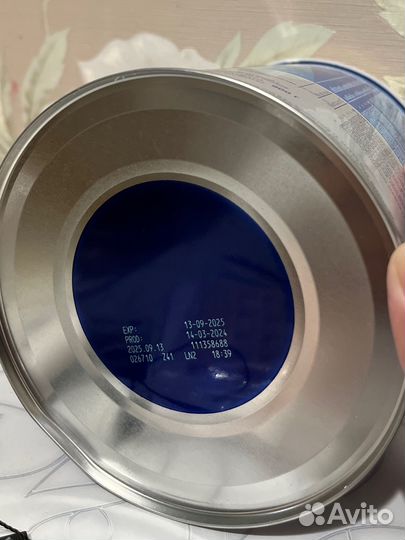 EXP: 13-09-2025
PROD: 14-03-2024
2025.09.13 111358688
026710 Z41 LN2 18:39
Avito